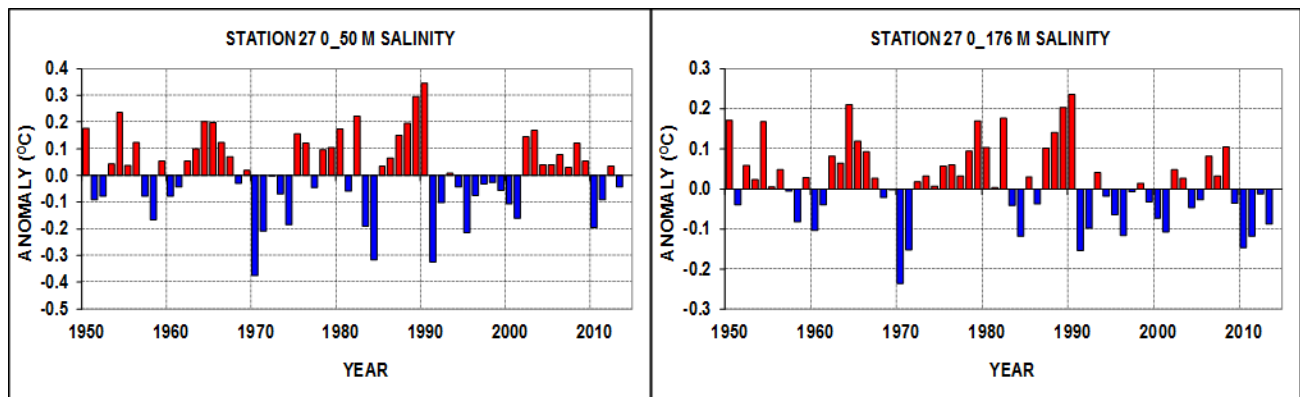 STATION 27 0_50 M SALINITY
0.4
0.3
0.2
0.1
0.0
-0.1
-0.2
-0.3
-0.4
-0.5
ANOMALY (°C)
1950 1960 1970 1980 1990 2000 2010
YEAR
STATION 27 0_176 M SALINITY
0.3
0.2
0.1
0.0
-0.1
-0.2
-0.3
ANOMALY (°C)
1950 1960 1970 1980 1990 2000 2010
YEAR